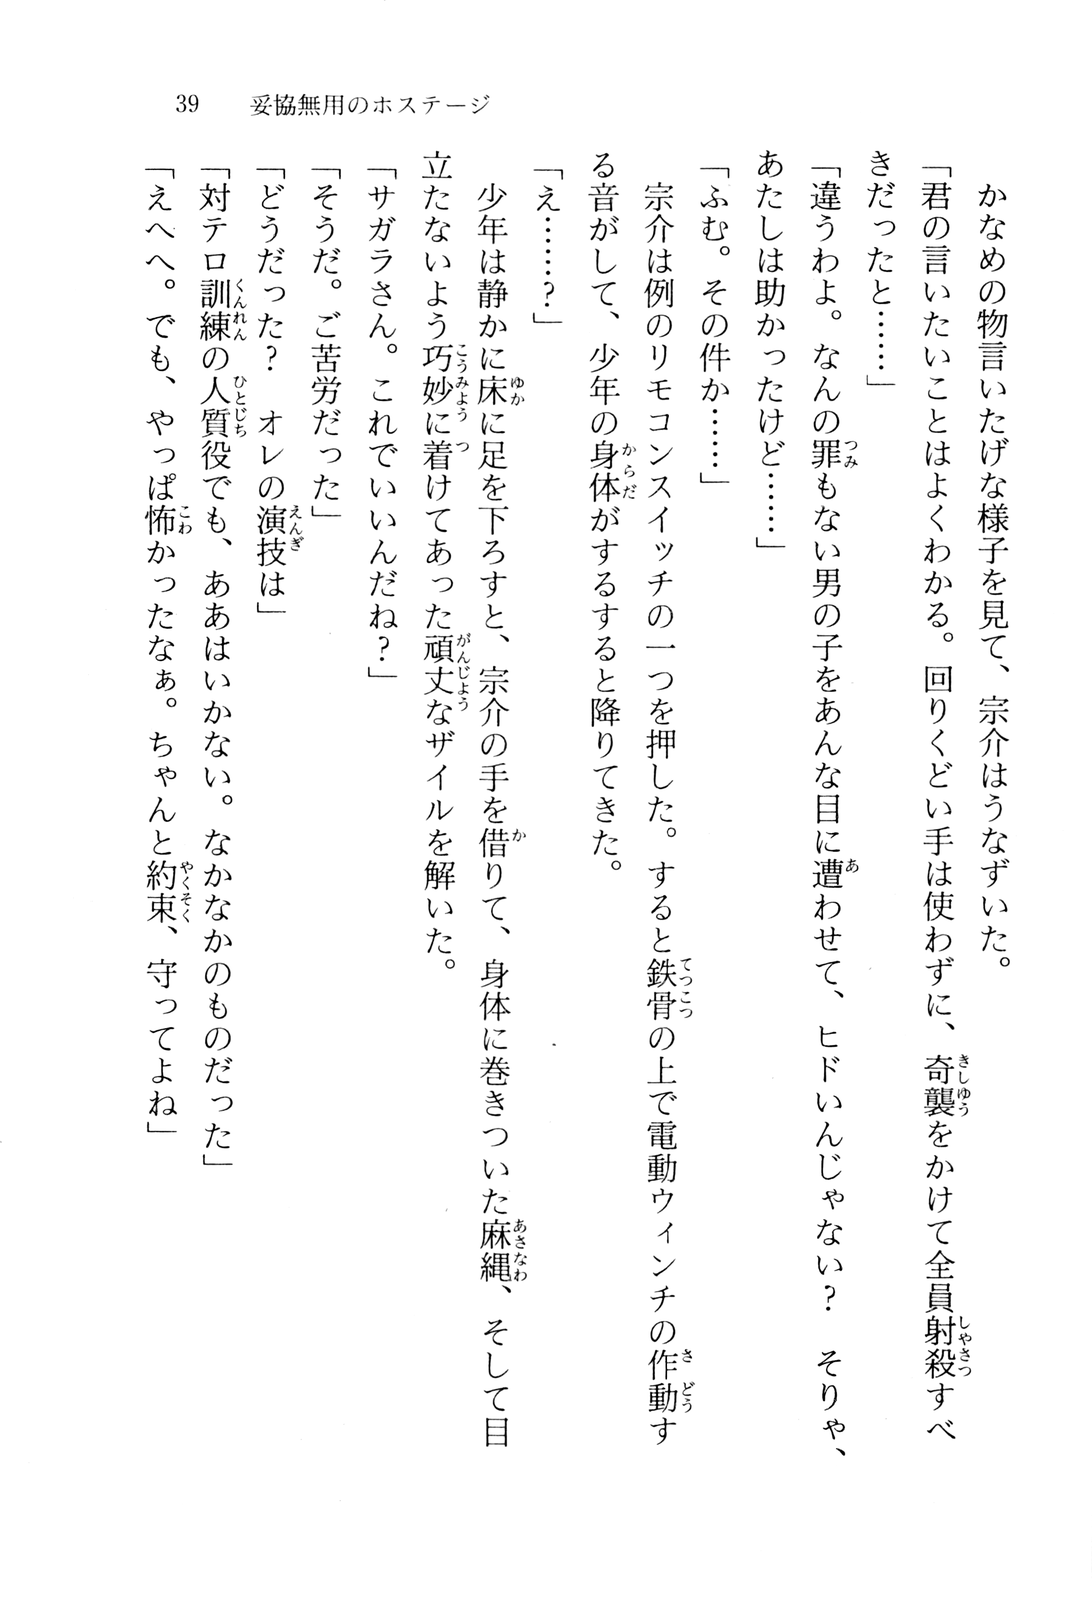 39　妥協無用のホステージ
　かなめの物言いたげな様子を見て、宗介はうなずいた。
「君の言いたいことはよくわかる。回りくどい手は使わずに、奇襲をかけて全員射殺すべ
きだったと……」
「違うわよ。なんの罪もない男の子をあんな目に遭わせて、ヒドいんじゃない？　そりゃ、
あたしは助かったけど……」
「ふむ。その件か……」
　宗介は例のリモコンスイッチの一つを押した。すると鉄骨の上で電動ウィンチの作動す
る音がして、少年の身体がするすると降りてきた。
「え……？」
　少年は静かに床に足を下ろすと、宗介の手を借りて、身体に巻きついた麻縄、そして目
立たないよう巧妙に着けてあった頑丈なザイルを解いた。
「サガラさん。これでいいんだね？」
「そうだ。ご苦労だった」
「どうだった？　オレの演技は」
「対テロ訓練の人質役でも、ああはいかない。なかなかのものだった」
「えへへ。でも、やっぱ怖かったなぁ。ちゃんと約束、守ってよね」